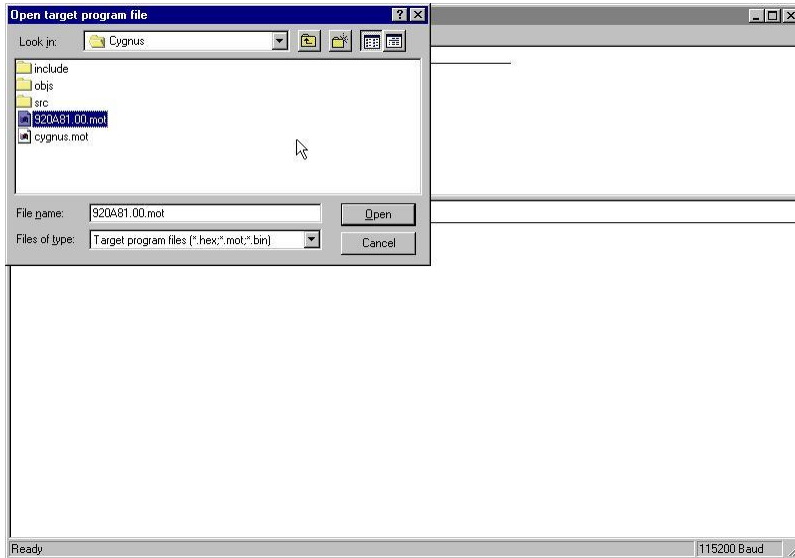 Open target program file
Look in: Cygnus
include
objs
src
920A81.00.mot
cygnus.mot
File name: 920A81.00.mot Open
Files of type: Target program files (*.hex;*.mot;*.bin) Cancel
Ready 115200 Baud